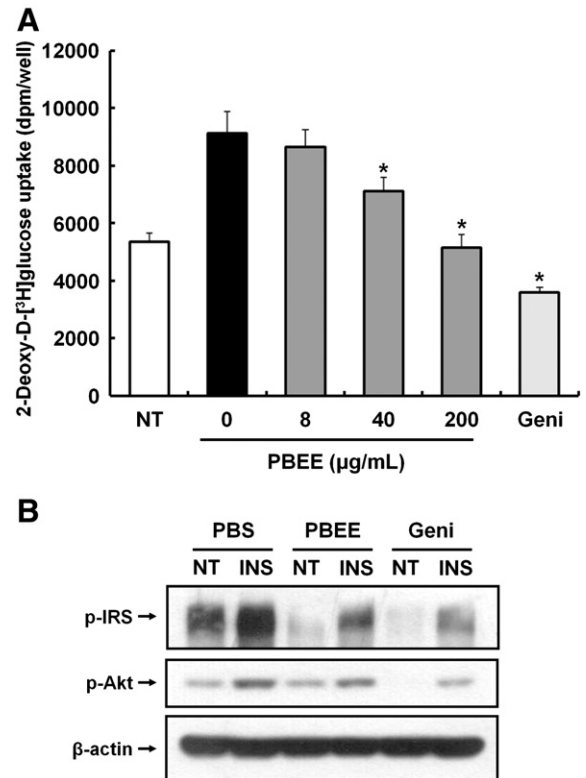 A
2-Deoxy-D-[³H]glucose uptake (dpm/well)
12000
10000
8000
6000
4000
2000
0
*
*
*
NT
0
8
40
200
Geni
PBEE (µg/mL)
B
PBS PBEE Geni
NT INS NT INS NT INS
p-IRS →
p-Akt →
β-actin →